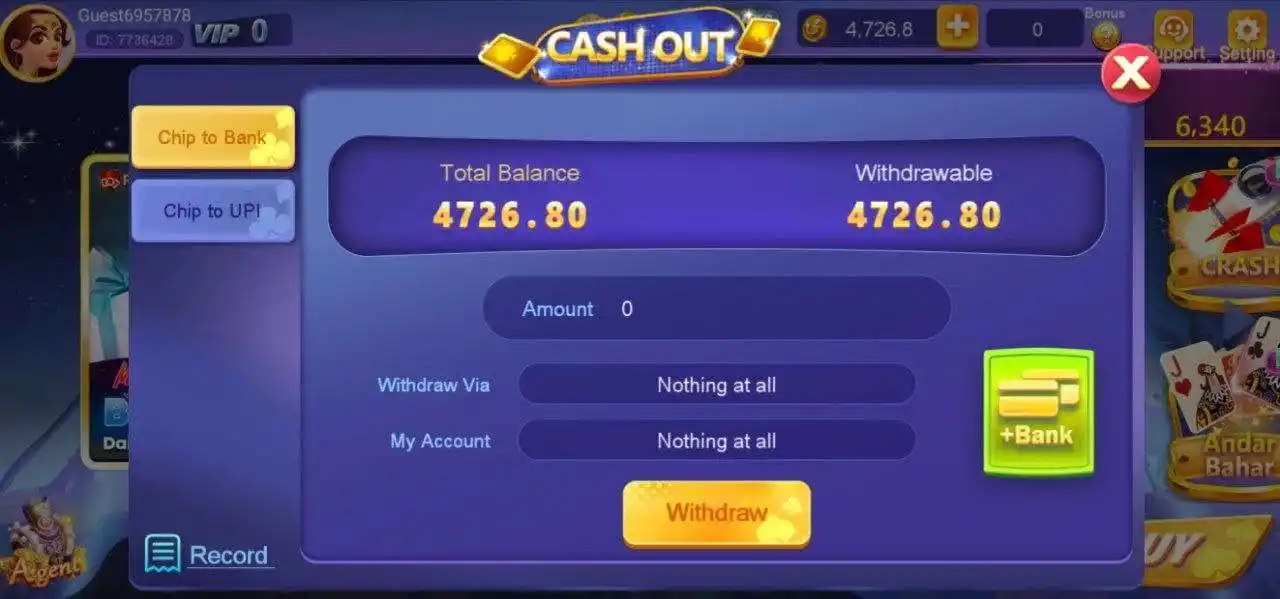 Guest6957878
ID: 7736428
VIP 0
CASH OUT
4,726.8
0
Bonus
Support
Setting
6,340
Chip to Bank
Chip to UPI
Total Balance
4726.80
Withdrawable
4726.80
Amount 0
Withdraw Via Nothing at all
My Account Nothing at all
+Bank
Withdraw
Record
Agent
CRASH
Andar
Bahar